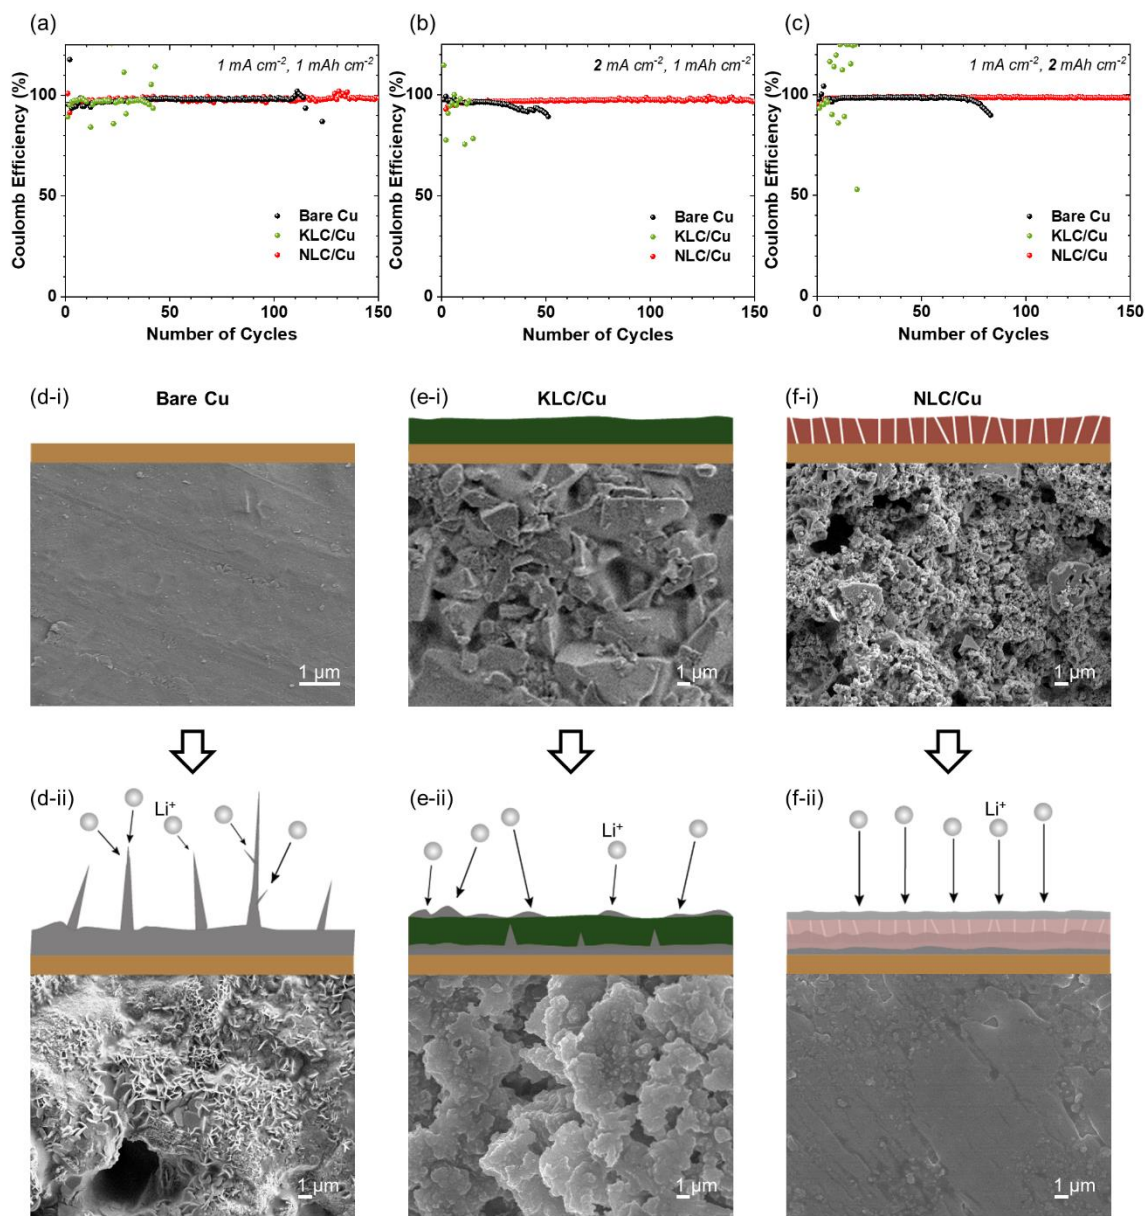 (a)
1 mA cm-2, 1 mAh cm-2
Coulomb Efficiency (%)
100
50
0
Bare Cu
KLC/Cu
NLC/Cu
0 50 100 150
Number of Cycles
(b)
2 mA cm-2, 1 mAh cm-2
Coulomb Efficiency (%)
100
50
0
Bare Cu
KLC/Cu
NLC/Cu
0 50 100 150
Number of Cycles
(c)
1 mA cm-2, 2 mAh cm-2
Coulomb Efficiency (%)
100
50
0
Bare Cu
KLC/Cu
NLC/Cu
0 50 100 150
Number of Cycles
(d-i) Bare Cu
1 µm
(e-i) KLC/Cu
1 µm
(f-i) NLC/Cu
1 µm
(d-ii)
Li+
1 µm
(e-ii)
Li+
1 µm
(f-ii)
Li+
1 µm